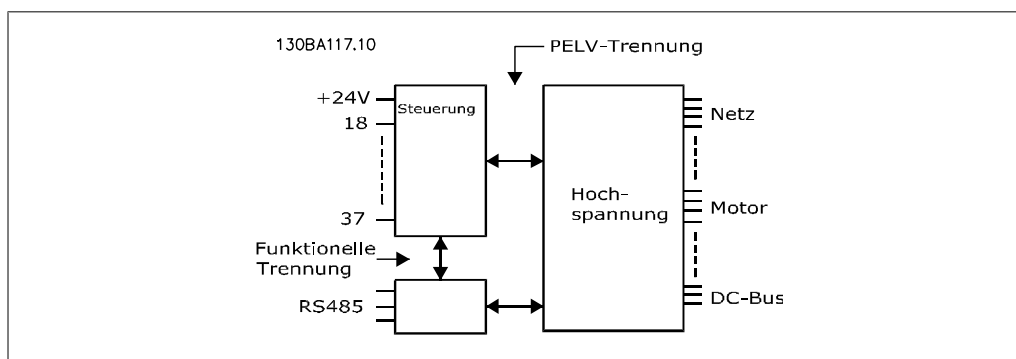 130BA117.10
PELV-Trennung
+24V
Steuerung
18
Netz
Hoch-
spannung
37
Motor
Funktionelle
Trennung
RS485
DC-Bus